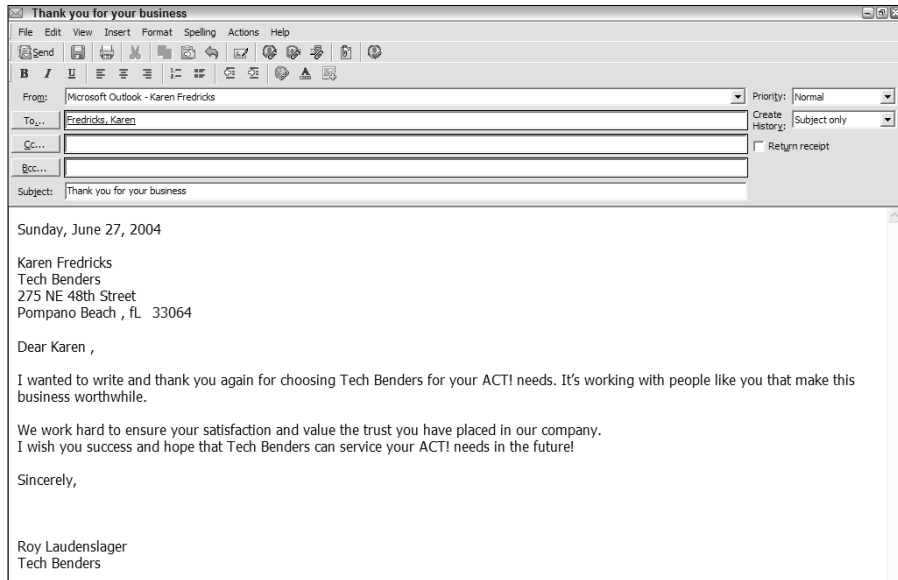 Thank you for your business
File Edit View Insert Format Spelling Actions Help
Send
B I U
From: Microsoft Outlook - Karen Fredricks Priority: Normal
To... Fredricks, Karen Create History: Subject only
Cc... Return receipt
Bcc...
Subject: Thank you for your business
Sunday, June 27, 2004
Karen Fredricks
Tech Benders
275 NE 48th Street
Pompano Beach , fL 33064
Dear Karen ,
I wanted to write and thank you again for choosing Tech Benders for your ACT! needs. It's working with people like you that make this
business worthwhile.
We work hard to ensure your satisfaction and value the trust you have placed in our company.
I wish you success and hope that Tech Benders can service your ACT! needs in the future!
Sincerely,
Roy Laudenslager
Tech Benders